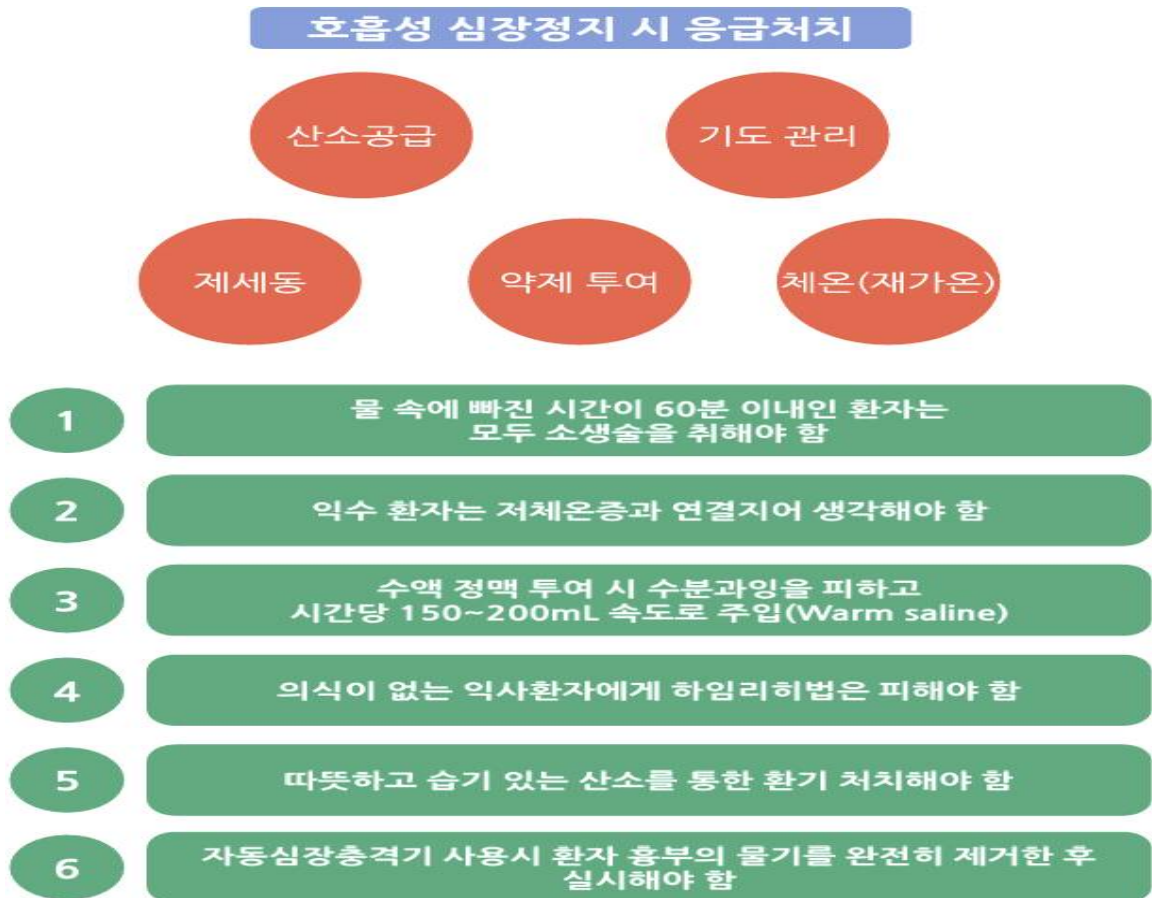 호흡성 심장정지 시 응급처치
산소공급
기도 관리
제세동
약제 투여
체온(재가온)
1
물 속에 빠진 시간이 60분 이내인 환자는
모두 소생술을 취해야 함
2
익수 환자는 저체온증과 연결지어 생각해야 함
3
수액 정맥 투여 시 수분과잉을 피하고
시간당 150~200mL 속도로 주입(Warm saline)
4
의식이 없는 익사환자에게 하임리히법은 피해야 함
5
따뜻하고 습기 있는 산소를 통한 환기 처치해야 함
6
자동심장충격기 사용시 환자 흉부의 물기를 완전히 제거한 후
실시해야 함